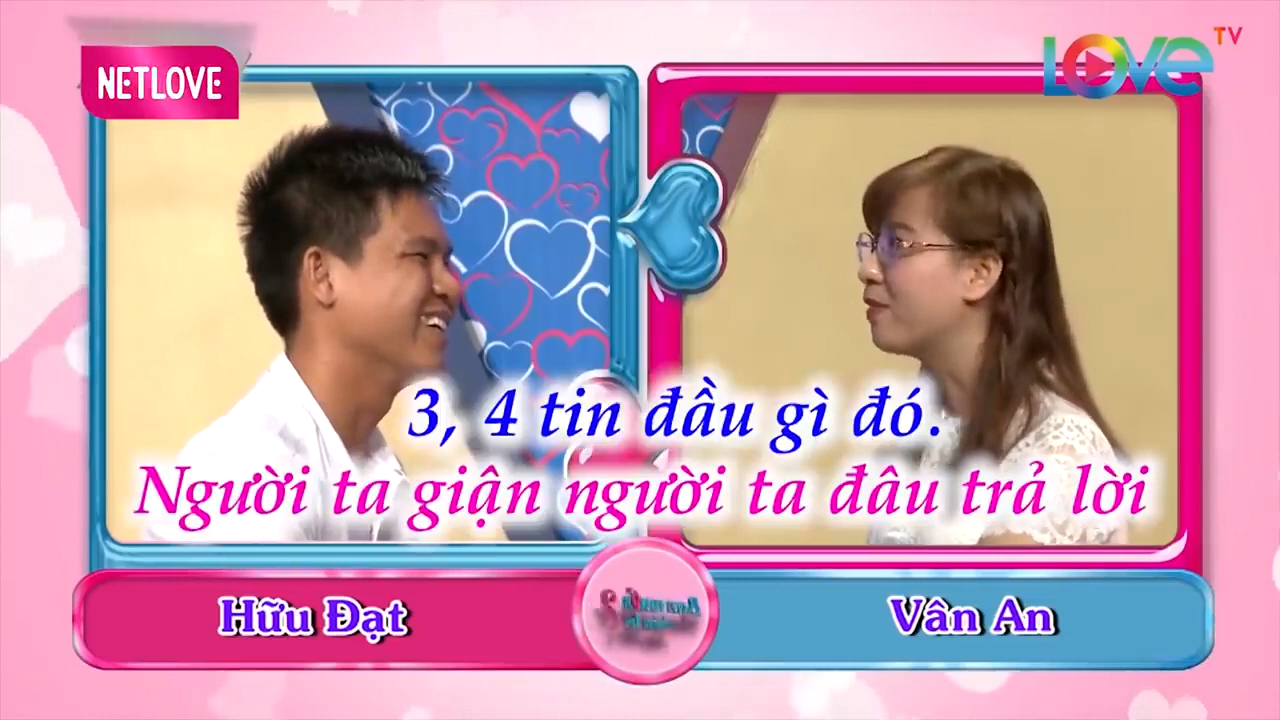 NETLOVE
LOVE TV
3, 4 tin đầu gì đó.
Người ta giận người ta đâu trả lời
Hữu Đạt
Vân An